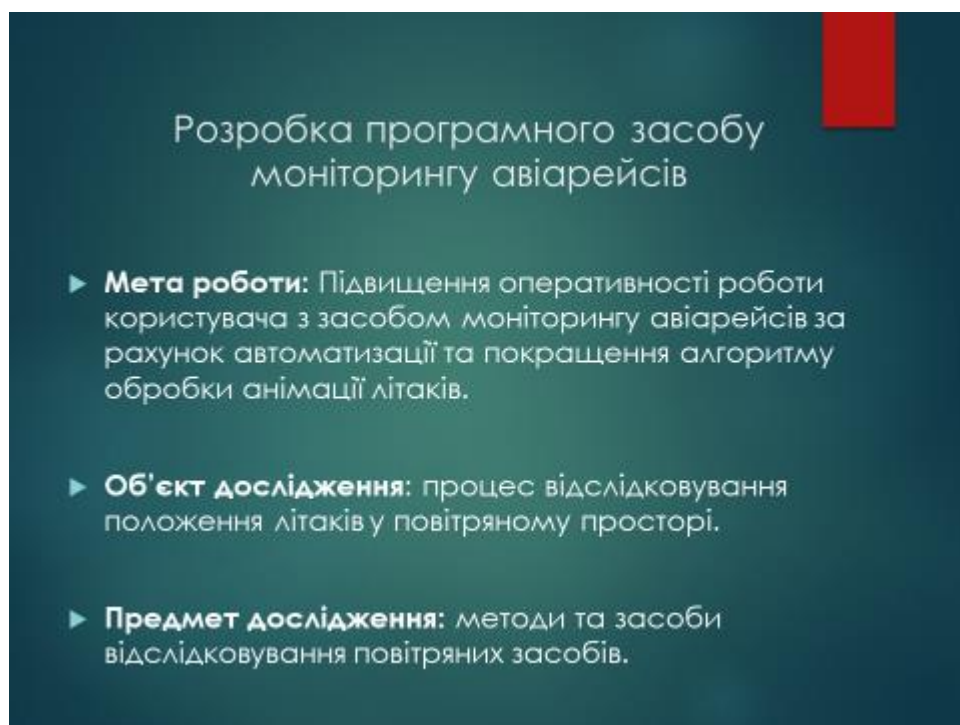 Розробка програмного засобу
моніторингу авіарейсів
Мета роботи: Підвищення оперативності роботи
користувача з засобом моніторингу авіарейсів за
рахунок автоматизації та покращення алгоритму
обробки анімації літаків.
Об'єкт дослідження: процес відслідковування
положення літаків у повітряному просторі.
Предмет дослідження: методи та засоби
відслідковування повітряних засобів.